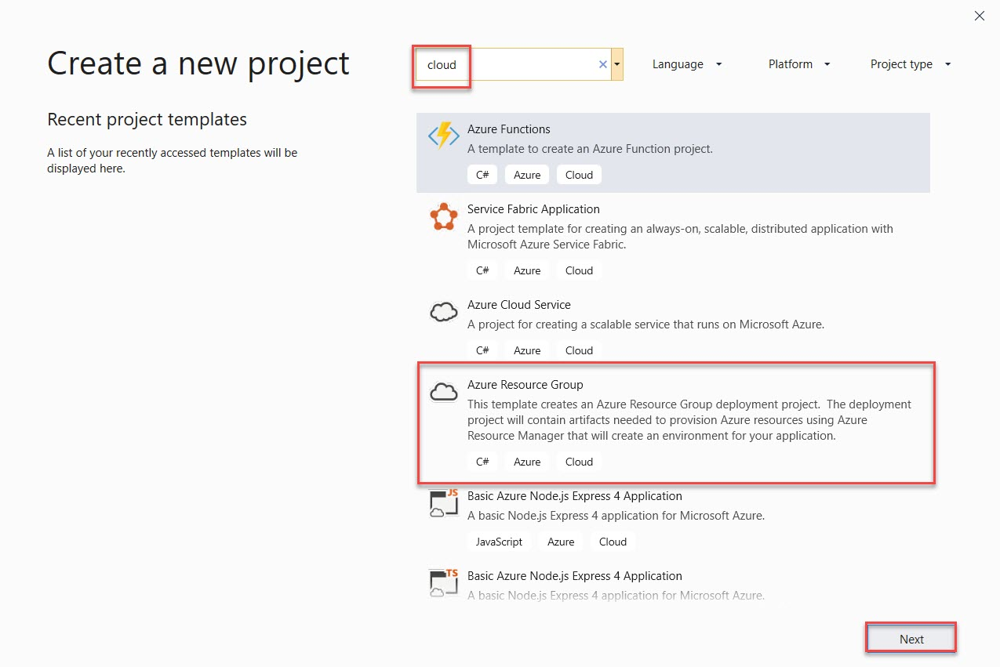 Create a new project
cloud
Language
Platform
Project type
Recent project templates
A list of your recently accessed templates will be
displayed here.
Azure Functions
A template to create an Azure Function project.
C# Azure Cloud
Service Fabric Application
A project template for creating an always-on, scalable, distributed application with
Microsoft Azure Service Fabric.
C# Azure Cloud
Azure Cloud Service
A project for creating a scalable service that runs on Microsoft Azure.
C# Azure Cloud
Azure Resource Group
This template creates an Azure Resource Group deployment project.  The deployment
project will contain artifacts needed to provision Azure resources using Azure
Resource Manager that will create an environment for your application.
C# Azure Cloud
JS
Basic Azure Node.js Express 4 Application
A basic Node.js Express 4 application for Microsoft Azure.
JavaScript Azure Cloud
TS
Basic Azure Node.js Express 4 Application
A basic Node.js Express 4 application for Microsoft Azure.
Next